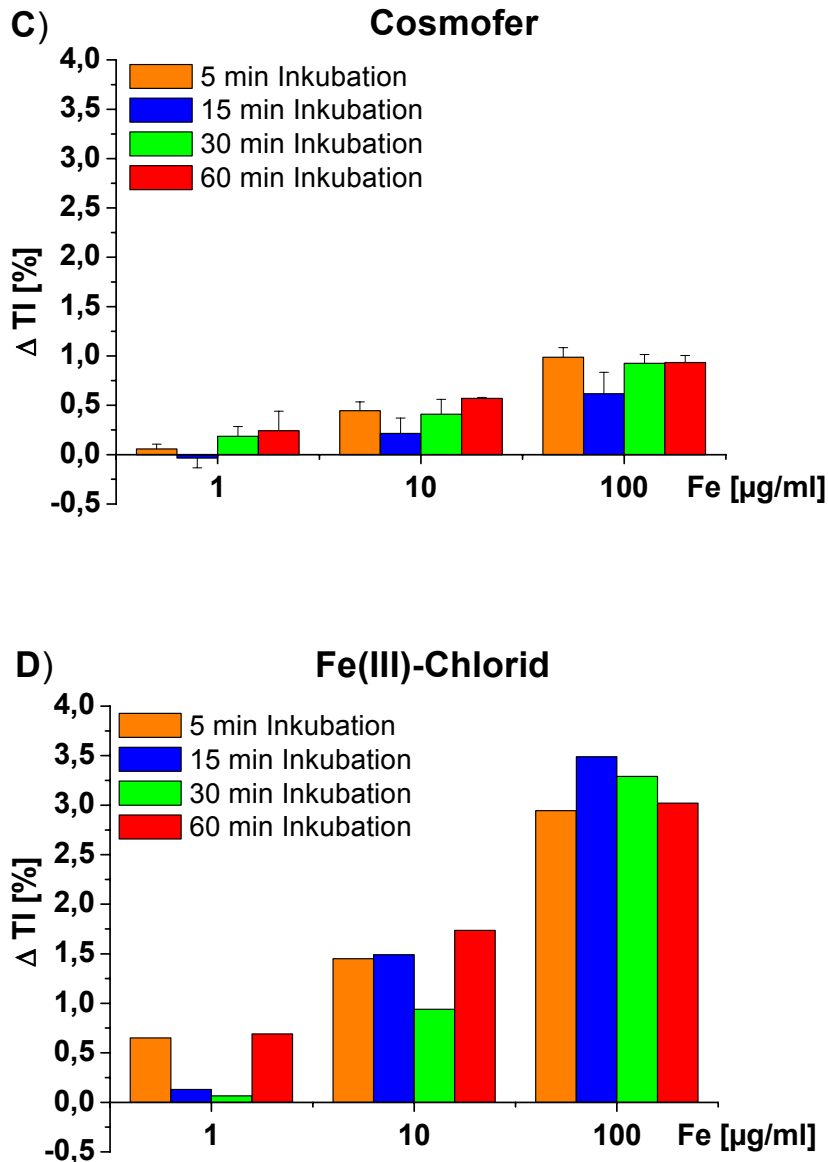 C) Cosmofer
4,0
3,5
3,0
2,5
2,0
1,5
1,0
0,5
0,0
-0,5
Δ TI [%]
5 min Inkubation
15 min Inkubation
30 min Inkubation
60 min Inkubation
1 10 100 Fe [µg/ml]
D) Fe(III)-Chlorid
4,0
3,5
3,0
2,5
2,0
1,5
1,0
0,5
0,0
-0,5
Δ TI [%]
5 min Inkubation
15 min Inkubation
30 min Inkubation
60 min Inkubation
1 10 100 Fe [µg/ml]